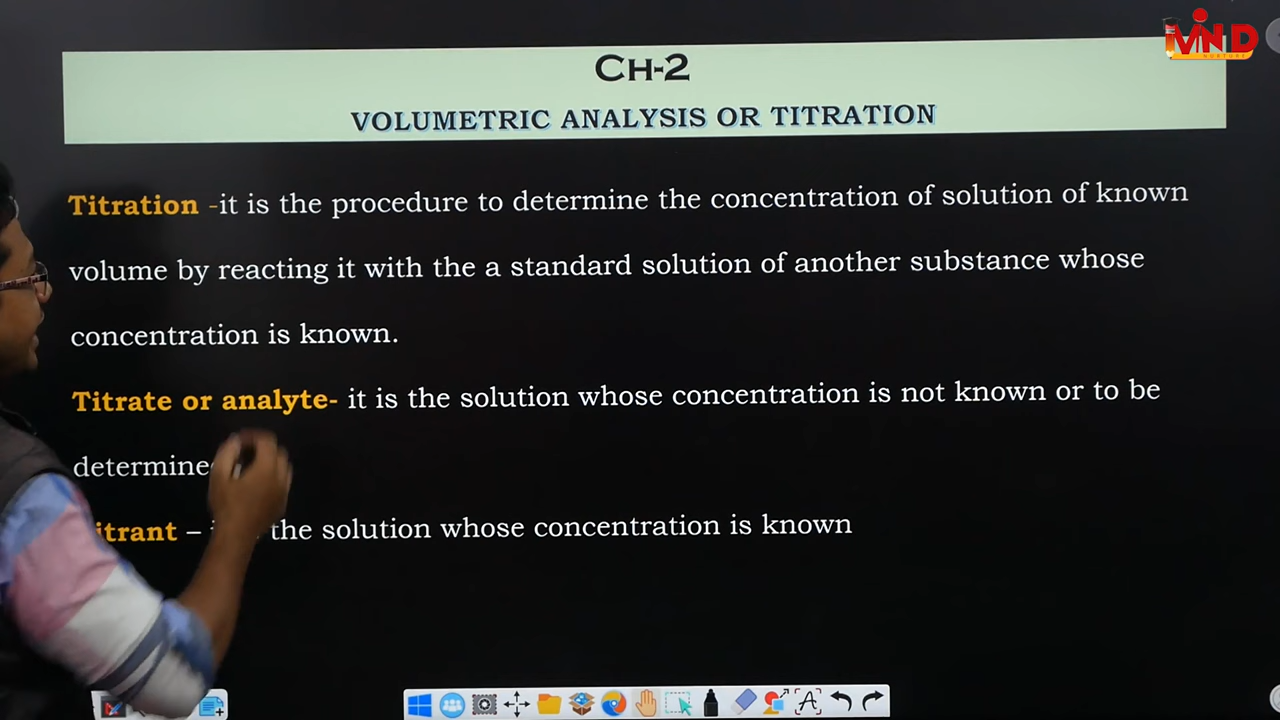 CH-2
VOLUMETRIC ANALYSIS OR TITRATION
Titration -it is the procedure to determine the concentration of solution of known
volume by reacting it with the a standard solution of another substance whose
concentration is known.
Titrate or analyte- it is the solution whose concentration is not known or to be
determine
itrant – the solution whose concentration is known
MIND
NURTURE